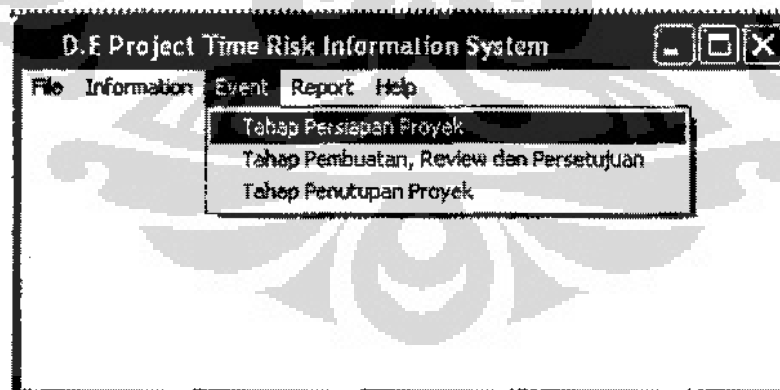 D.E Project Time Risk Information System
File Information Event Report Help
Tahap Persiapan Proyek
Tahap Pembuatan, Review dan Persetujuan
Tahap Penutupan Proyek